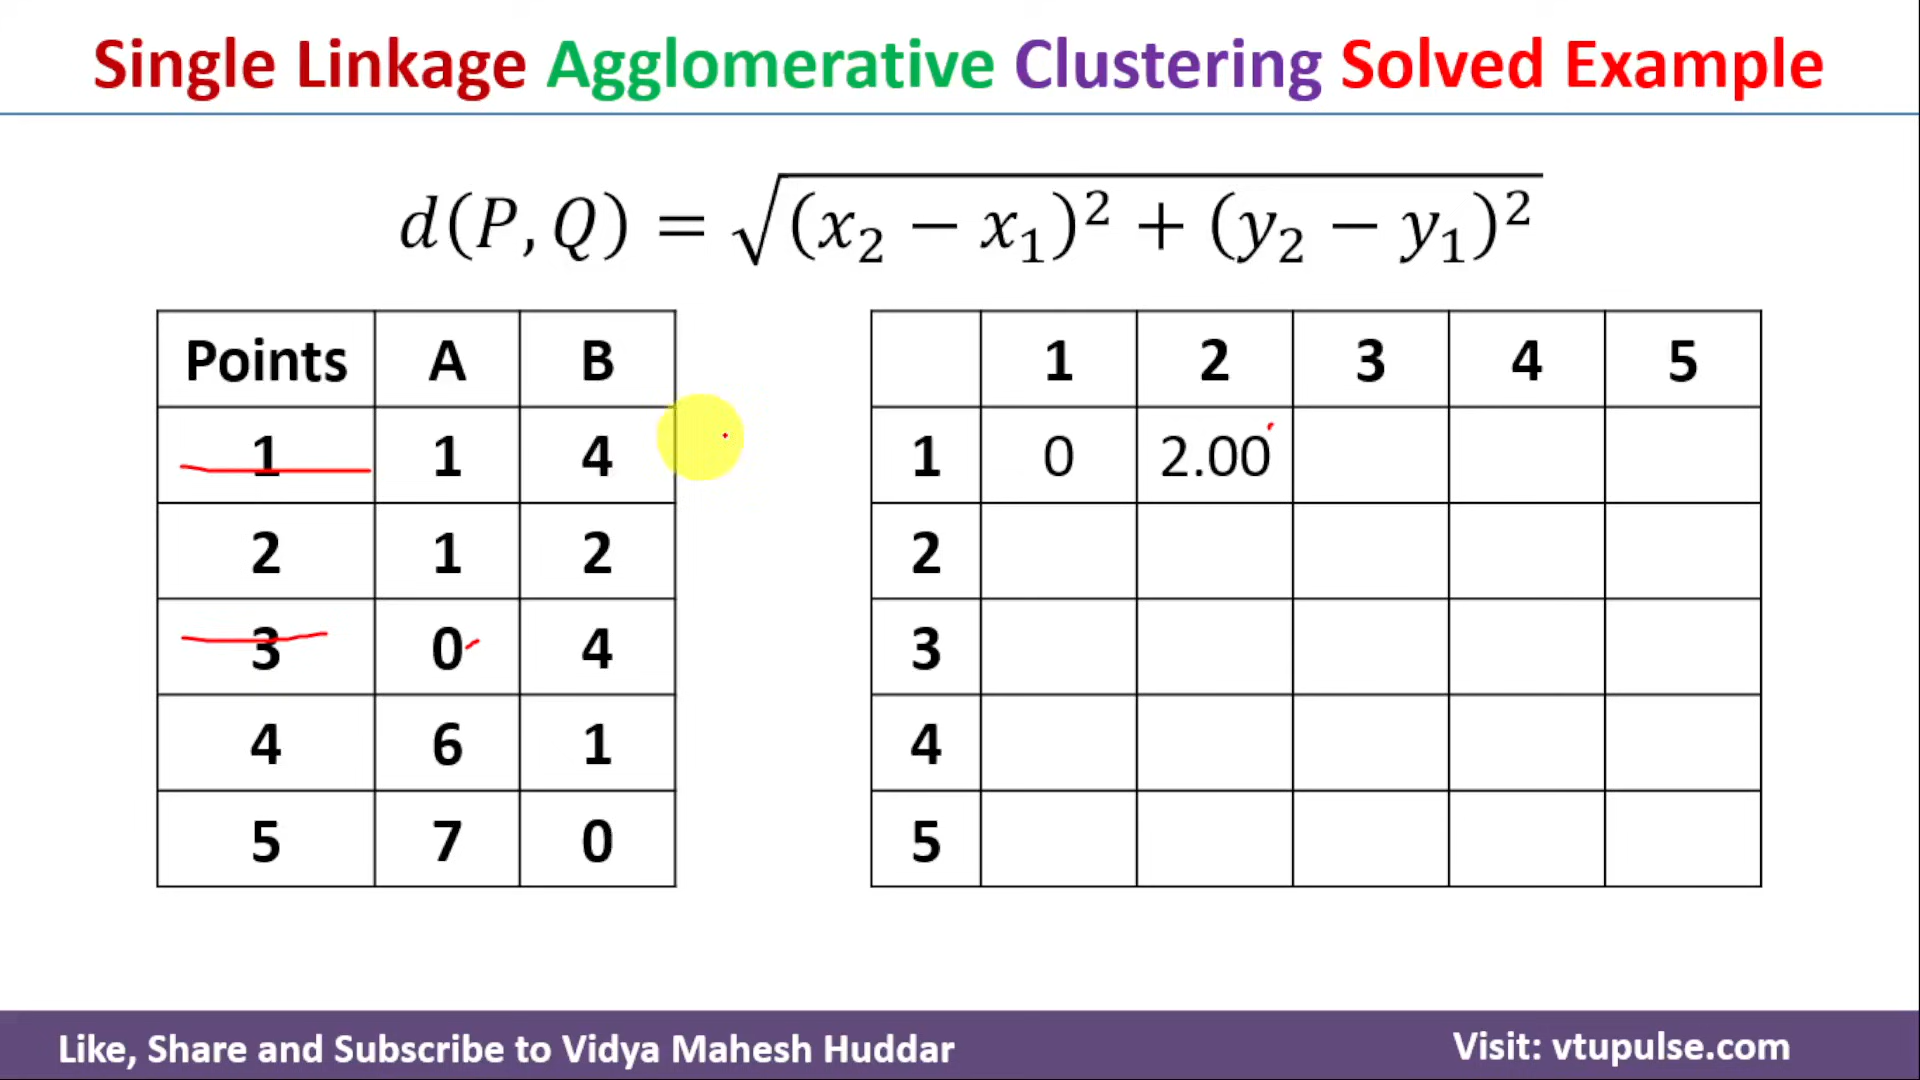 Single Linkage Agglomerative Clustering Solved Example
d(P, Q) = √(x₂ − x₁)² + (y₂ − y₁)²
Points A B
1 1 4
2 1 2
3 0 4
4 6 1
5 7 0
1 2 3 4 5
1 0 2.00
2
3
4
5
Like, Share and Subscribe to Vidya Mahesh Huddar
Visit: vtupulse.com